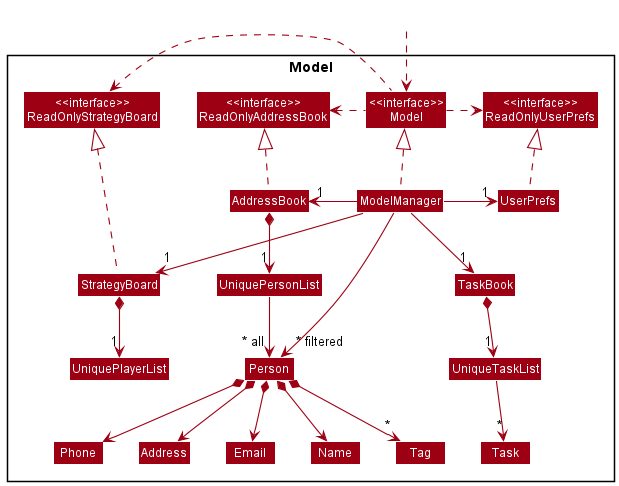 Model
<<interface>>
ReadOnlyStrategyBoard
<<interface>>
ReadOnlyAddressBook
<<interface>>
Model
<<interface>>
ReadOnlyUserPrefs
AddressBook
1
ModelManager
1
UserPrefs
1
1
1
StrategyBoard
UniquePersonList
TaskBook
1
* all
* filtered
1
UniquePlayerList
Person
UniqueTaskList
*
*
Phone
Address
Email
Name
Tag
Task